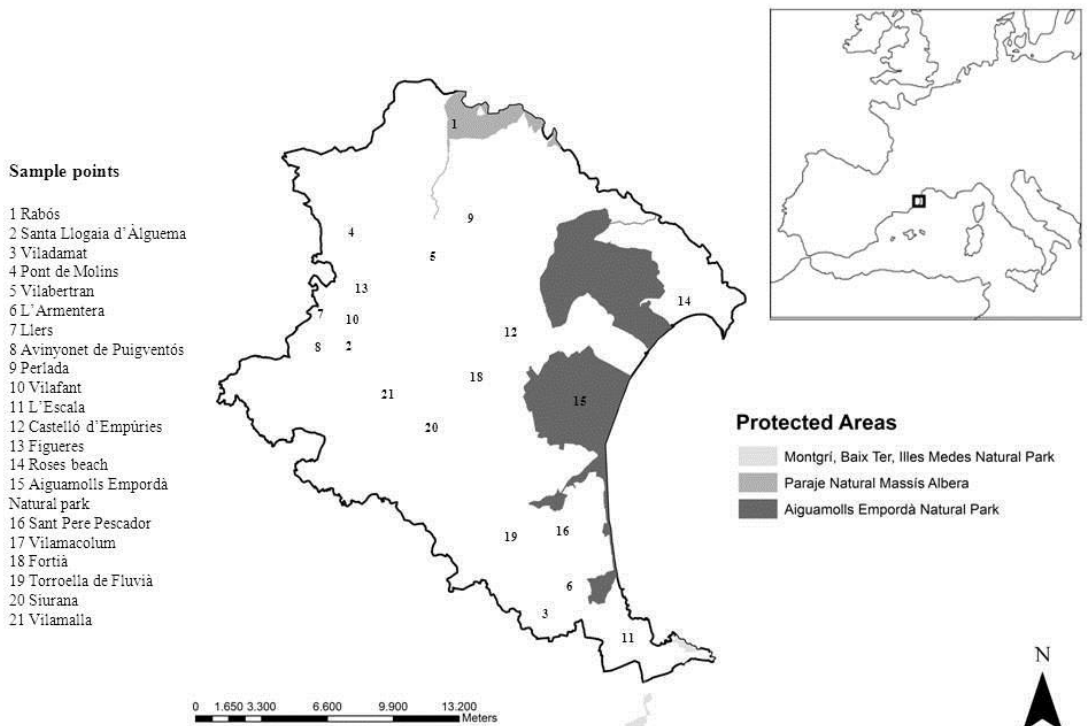 Sample points
1 Rabós
2 Santa Llogaia d'Àlguema
3 Viladamat
4 Pont de Molins
5 Vilabertran
6 L'Armentera
7 Llers
8 Avinyonet de Puigventós
9 Perlada
10 Vilafant
11 L'Escala
12 Castelló d'Empúries
13 Figueres
14 Roses beach
15 Aiguamolls Empordà
Natural park
16 Sant Pere Pescador
17 Vilamacolum
18 Fortià
19 Torroella de Fluvià
20 Siurana
21 Vilamalla
1
9
4
5
13
14
7
10
12
8
2
18
21
15
20
16
19
6
3
11
Protected Areas
Montgrí, Baix Ter, Illes Medes Natural Park
Paraje Natural Massís Albera
Aiguamolls Empordà Natural Park
0 1.650 3.300 6.600 9.900 13.200
Meters
N